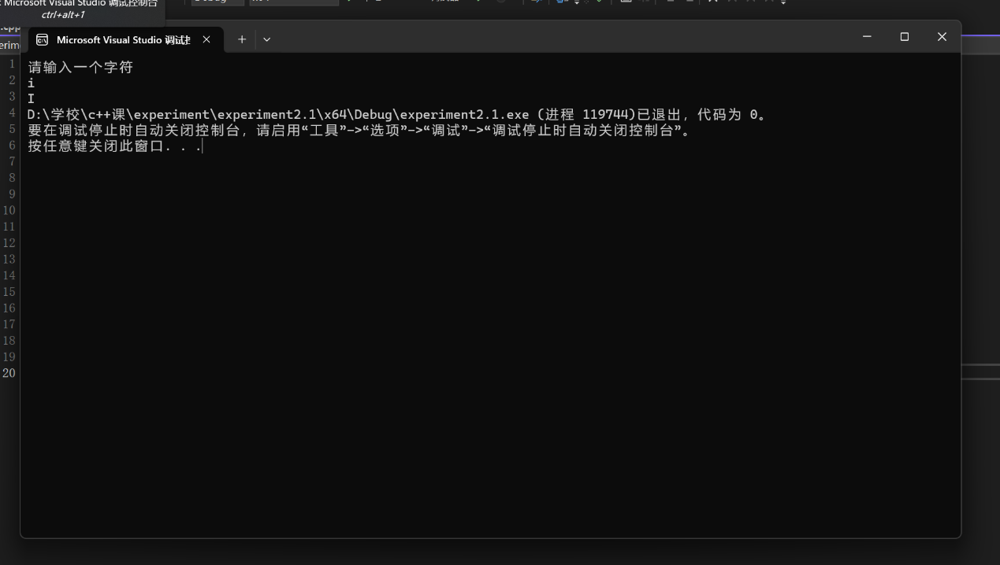 Microsoft Visual Studio 调试控制台
ctrl+alt+1
Microsoft Visual Studio 调试
请输入一个字符
i
I
D:\学校\c++课\experiment\experiment2.1\x64\Debug\experiment2.1.exe (进程 119744)已退出，代码为 0。
要在调试停止时自动关闭控制台，请启用“工具”->“选项”->“调试”->“调试停止时自动关闭控制台”。
按任意键关闭此窗口. . .
1
2
3
4
5
6
7
8
9
10
11
12
13
14
15
16
17
18
19
20